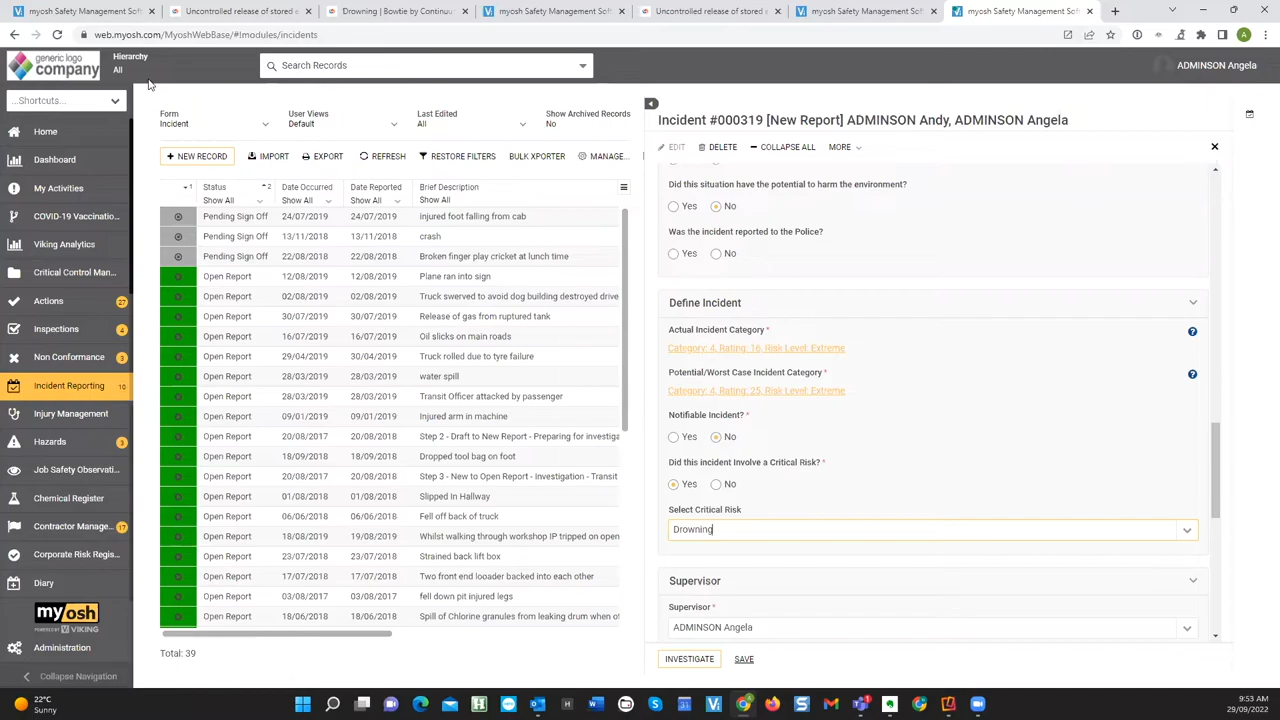 myosh Management Safety Soft
Uncontrolled release of stored e
Drowning | Bowtie by Continuu
myosh Safety Management Soft
Uncontrolled release of stored e
myosh Safety Management Soft
myosh Safety Management Soft
web.myosh.com/MyoshWebBase/#!modules/incidents
generic logo
company
Hierarchy
All
Search Records
ADMINSON Angela
...Shortcuts...
Home
Dashboard
My Activities
COVID-19 Vaccinatio...
Viking Analytics
Critical Control Man...
Actions 27
Inspections 4
Non Conformance 3
Incident Reporting 10
Injury Management
Hazards 3
Job Safety Observati...
Chemical Register
Contractor Manage... 17
Corporate Risk Regis...
Diary
myosh
POWERED BY VIKING
Administration
Collapse Navigation
Form
Incident
User Views
Default
Last Edited
All
Show Archived Records
No
+ NEW RECORD IMPORT EXPORT REFRESH RESTORE FILTERS BULK XPORTER MANAGE...
1 Status 2 Date Occurred Date Reported Brief Description
Show All Show All Show All Show All
Pending Sign Off 24/07/2019 24/07/2019 injured foot falling from cab
Pending Sign Off 13/11/2018 13/11/2018 crash
Pending Sign Off 22/08/2018 22/08/2018 Broken finger play cricket at lunch time
Open Report 12/08/2019 12/08/2019 Plane ran into sign
Open Report 02/08/2019 02/08/2019 Truck swerved to avoid dog building destroyed drive
Open Report 30/07/2019 30/07/2019 Release of gas from ruptured tank
Open Report 16/07/2019 16/07/2019 Oil slicks on main roads
Open Report 29/04/2019 30/04/2019 Truck rolled due to tyre failure
Open Report 28/03/2019 28/03/2019 water spill
Open Report 28/03/2019 28/03/2019 Transit Officer attacked by passenger
Open Report 09/01/2019 09/01/2019 Injured arm in machine
Open Report 20/08/2017 20/08/2018 Step 2 - Draft to New Report - Preparing for investiga
Open Report 18/09/2018 18/09/2018 Dropped tool bag on foot
Open Report 20/08/2017 20/08/2018 Step 3 - New to Open Report - Investigation - Transit
Open Report 01/08/2018 01/08/2018 Slipped In Hallway
Open Report 06/06/2018 06/06/2018 Fell off back of truck
Open Report 18/08/2019 18/08/2019 Whilst walking through workshop IP tripped on open
Open Report 23/07/2018 23/07/2018 Strained back lift box
Open Report 17/07/2018 17/07/2018 Two front end looader backed into each other
Open Report 03/08/2017 03/08/2017 fell down pit injured legs
Open Report 18/06/2018 18/06/2018 Spill of Chlorine granules from leaking drum when ot
Total: 39
Incident #000319 [New Report] ADMINSON Andy, ADMINSON Angela
EDIT DELETE COLLAPSE ALL MORE
Did this situation have the potential to harm the environment?
Yes No
Was the incident reported to the Police?
Yes No
Define Incident
Actual Incident Category *
Category: 4, Rating: 16, Risk Level: Extreme
Potential/Worst Case Incident Category *
Category: 4, Rating: 25, Risk Level: Extreme
Notifiable Incident? *
Yes No
Did this incident Involve a Critical Risk? *
Yes No
Select Critical Risk
Drowning
Supervisor
Supervisor *
ADMINSON Angela
INVESTIGATE SAVE
22°C
Sunny
9:53 AM
29/09/2022